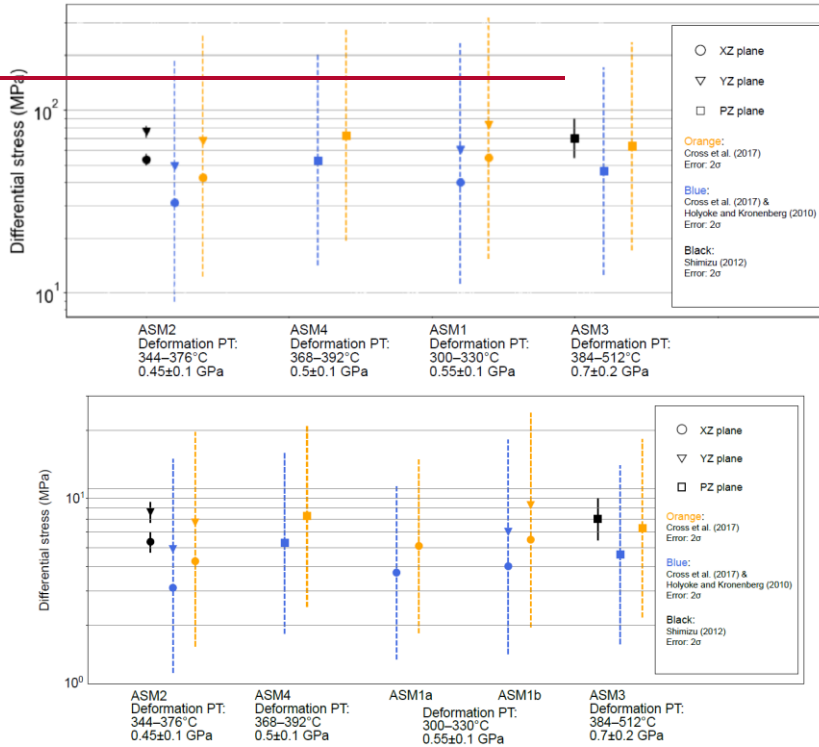 Differential stress (MPa)
10²
10¹
XZ plane
YZ plane
PZ plane
Orange:
Cross et al. (2017)
Error: 2σ
Blue:
Cross et al. (2017) &
Holyoke and Kronenberg (2010)
Error: 2σ
Black:
Shimizu (2012)
Error: 2σ
ASM2
Deformation PT:
344–376°C
0.45±0.1 GPa
ASM4
Deformation PT:
368–392°C
0.5±0.1 GPa
ASM1
Deformation PT:
300–330°C
0.55±0.1 GPa
ASM3
Deformation PT:
384–512°C
0.7±0.2 GPa
Differential stress (MPa)
10¹
10⁰
XZ plane
YZ plane
PZ plane
Orange:
Cross et al. (2017)
Error: 2σ
Blue:
Cross et al. (2017) &
Holyoke and Kronenberg (2010)
Error: 2σ
Black:
Shimizu (2012)
Error: 2σ
ASM2
Deformation PT:
344–376°C
0.45±0.1 GPa
ASM4
Deformation PT:
368–392°C
0.5±0.1 GPa
ASM1a
ASM1b
Deformation PT:
300–330°C
0.55±0.1 GPa
ASM3
Deformation PT:
384–512°C
0.7±0.2 GPa